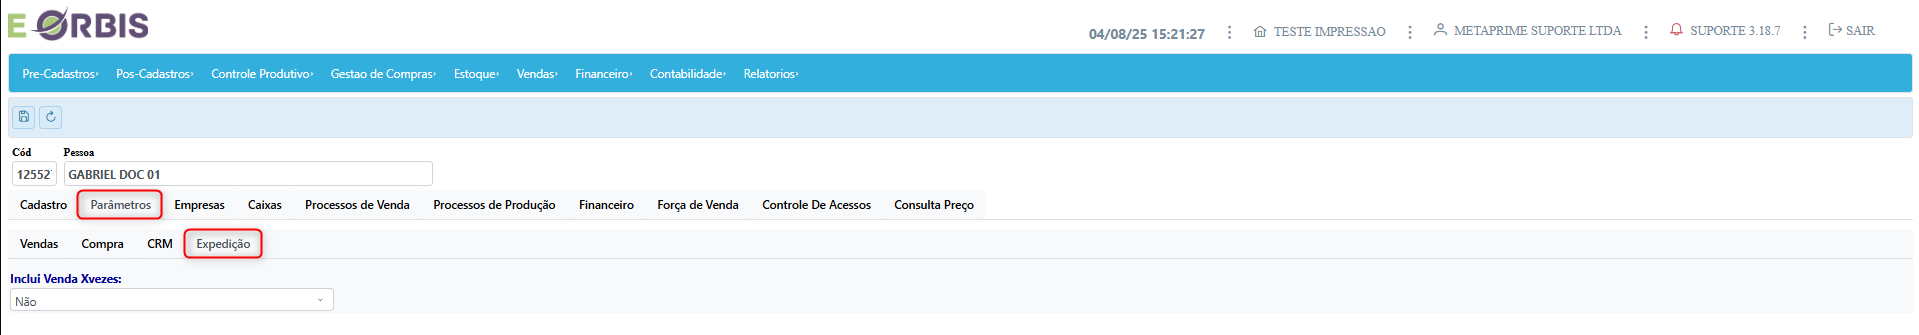 E ORBIS
04/08/25 15:21:27 TESTE IMPRESSAO METAPRIME SUPORTE LTDA SUPORTE 3.18.7 SAIR
Pre-Cadastros Pos-Cadastros Controle Produtivo Gestao de Compras Estoque Vendas Financeiro Contabilidade Relatorios
Cód Pessoa
12552 GABRIEL DOC 01
Cadastro Parâmetros Empresas Caixas Processos de Venda Processos de Produção Financeiro Força de Venda Controle De Acessos Consulta Preço
Vendas Compra CRM Expedição
Inclui Venda Xvezes:
Não